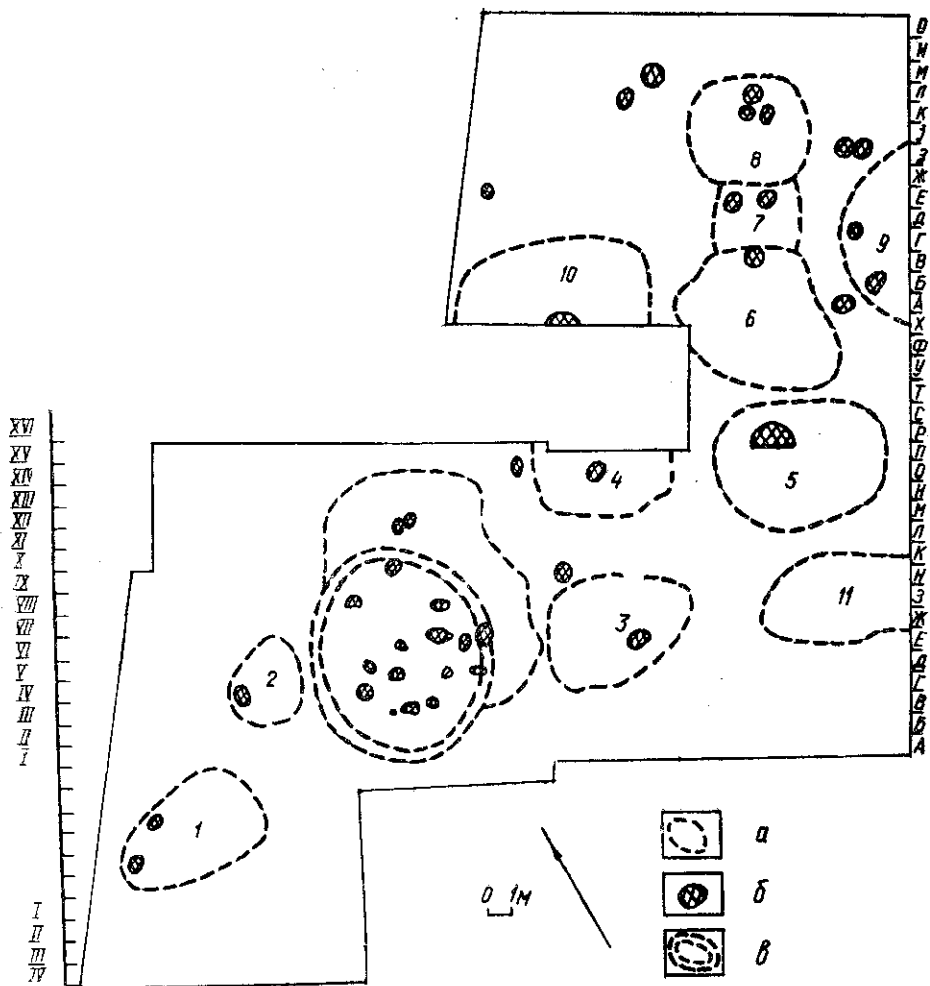 О
Н
М
Л
К
З
Ж
Е
Д
Г
В
Б
А
Х
Ф
У
Т
С
Р
П
О
Н
М
Л
К
Н
З
Ж
Е
Д
Г
В
Б
А
XVI
XV
XIV
XIII
XII
XI
X
IX
VIII
VII
VI
V
IV
III
II
I
I
II
III
IV
8
7
9
10
6
4
5
3
11
2
1
0 1м
а
б
в